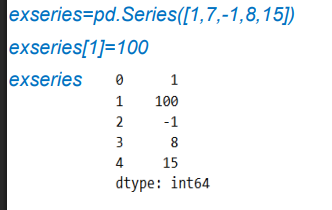 exseries=pd.Series([1,7,-1,8,15])
exseries[1]=100
exseries 0 1
1 100
2 -1
3 8
4 15
dtype: int64